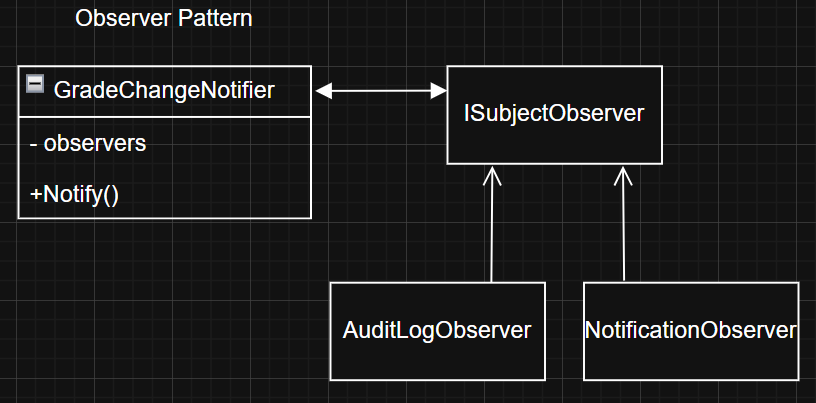 Observer Pattern
GradeChangeNotifier
- observers
+Notify()
ISubjectObserver
AuditLogObserver
NotificationObserver